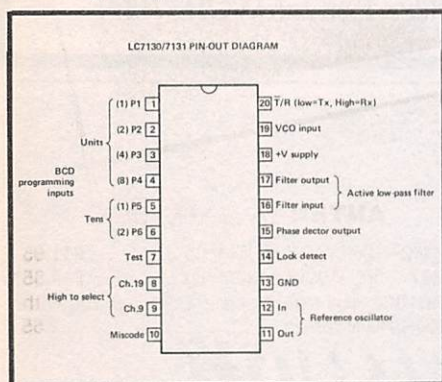 LC7130/7131 PIN-OUT DIAGRAM
(1) P1 1
(2) P2 2
(4) P3 3
(8) P4 4
(1) P5 5
(2) P6 6
Test 7
Ch.19 8
Ch.9 9
Miscode 10
Units
BCD
programming
inputs
Tens
High to select
20 T̅/R (low=Tx, High=Rx)
19 VCO input
18 +V supply
17 Filter output
16 Filter input
Active low-pass filter
15 Phase dector output
14 Lock detect
13 GND
12 In
11 Out
Reference oscillator